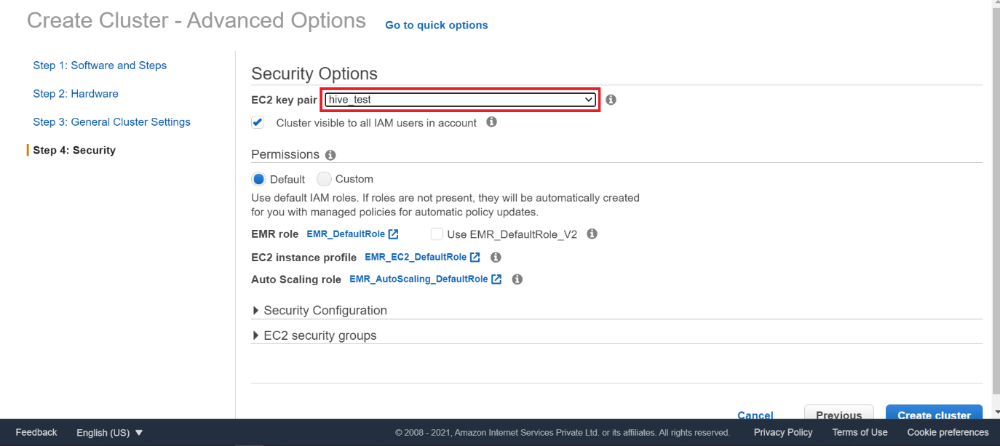 Create Cluster - Advanced Options Go to quick options
Step 1: Software and Steps
Step 2: Hardware
Step 3: General Cluster Settings
Step 4: Security
Security Options
EC2 key pair hive_test
Cluster visible to all IAM users in account
Permissions
Default Custom
Use default IAM roles. If roles are not present, they will be automatically created
for you with managed policies for automatic policy updates.
EMR role EMR_DefaultRole Use EMR_DefaultRole_V2
EC2 instance profile EMR_EC2_DefaultRole
Auto Scaling role EMR_AutoScaling_DefaultRole
Security Configuration
EC2 security groups
Cancel Previous Create cluster
Feedback English (US) © 2008 - 2021, Amazon Internet Services Private Ltd. or its affiliates. All rights reserved. Privacy Policy Terms of Use Cookie preferences